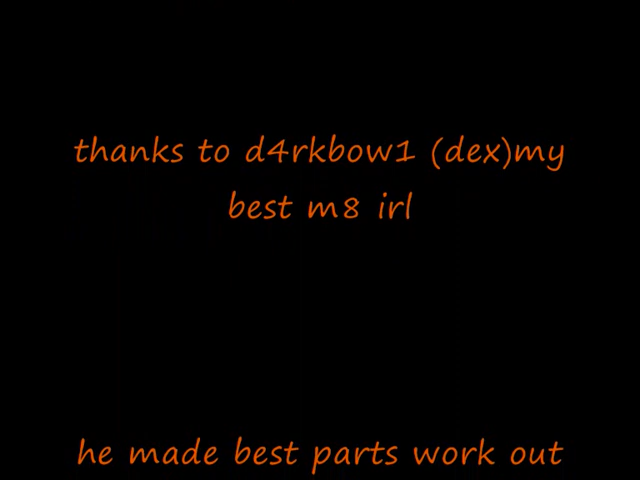 thanks to d4rkbow1 (dex)my
best m8 irl
he made best parts work out